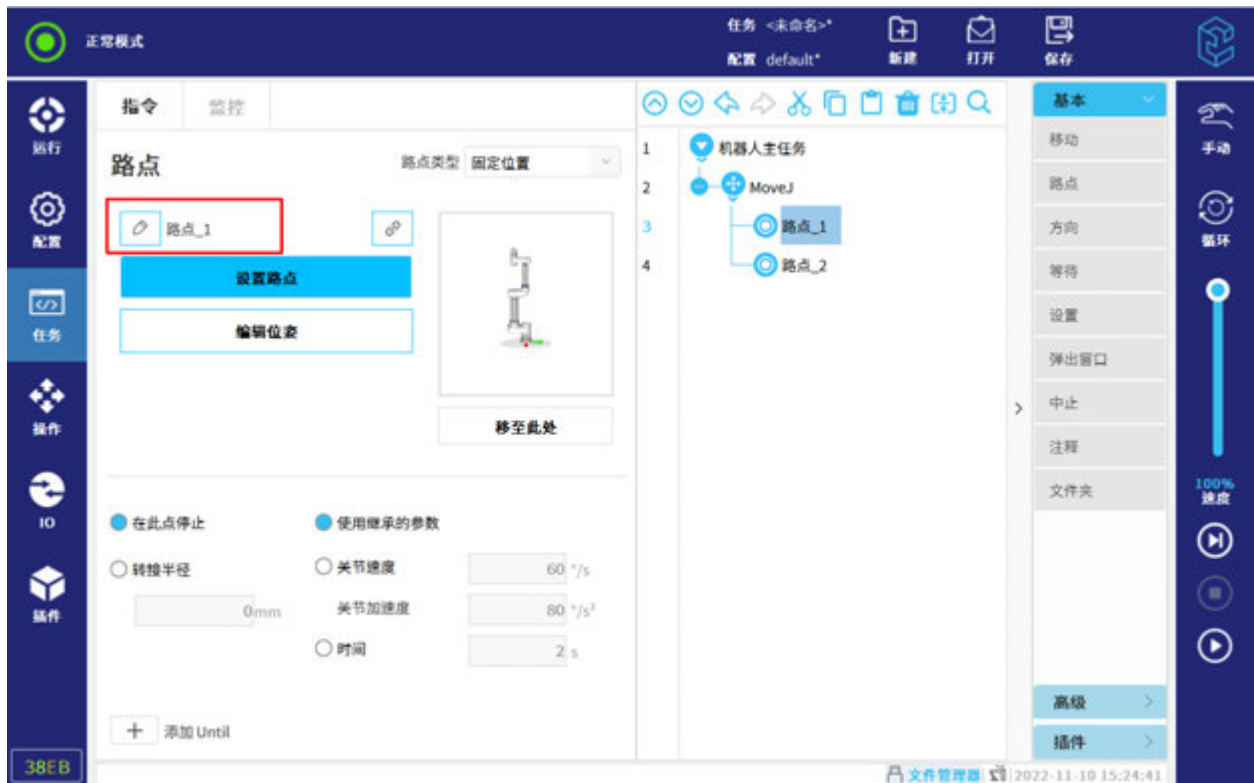 正常模式
任务 <未命名>*
配置 default*
新建
打开
保存
运行
配置
任务
操作
IO
插件
38EB
指令
监控
路点
路点类型 固定位置
路点_1
设置路点
编辑位姿
移至此处
在此点停止
使用继承的参数
转接半径
0mm
关节速度 60 °/s
关节加速度 80 °/s²
时间 2 s
+ 添加 Until
1 机器人主任务
2 MoveJ
3 路点_1
4 路点_2
基本
移动
路点
方向
等待
设置
弹出窗口
中止
注释
文件夹
高级
插件
手动
循环
100%
速度
文件管理器
2022-11-10 15:24:41